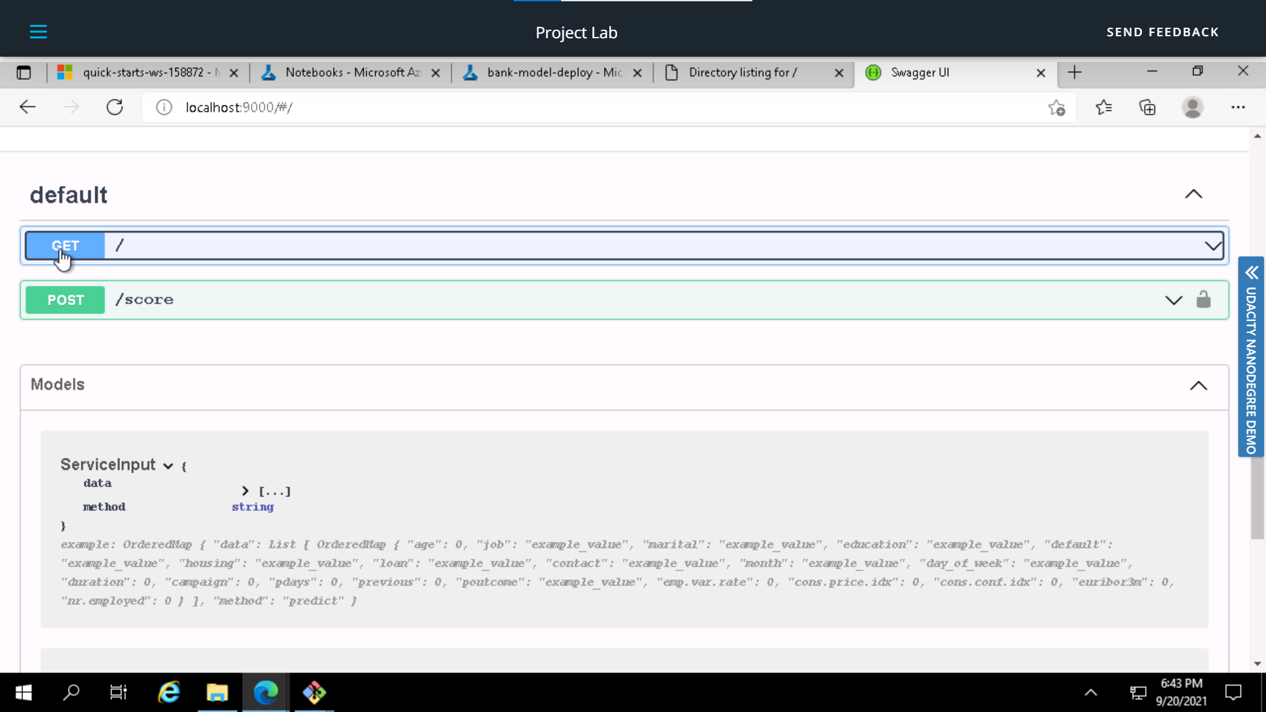 Project Lab
SEND FEEDBACK
quick-starts-ws-158872 - M
Notebooks - Microsoft Az
bank-model-deploy - Mic
Directory listing for /
Swagger UI
localhost:9000/#/
default
GET /
POST /score
UDACITY NANODEGREE DEMO
Models
ServiceInput {
data [...]
method string
}
example: OrderedMap { "data": List [ OrderedMap { "age": 0, "job": "example_value", "marital": "example_value", "education": "example_value", "default":
"example_value", "housing": "example_value", "loan": "example_value", "contact": "example_value", "month": "example_value", "day_of_week": "example_value",
"duration": 0, "campaign": 0, "pdays": 0, "previous": 0, "poutcome": "example_value", "emp.var.rate": 0, "cons.price.idx": 0, "cons.conf.idx": 0, "euribor3m": 0,
"nr.employed": 0 } ], "method": "predict" }
6:43 PM
9/20/2021